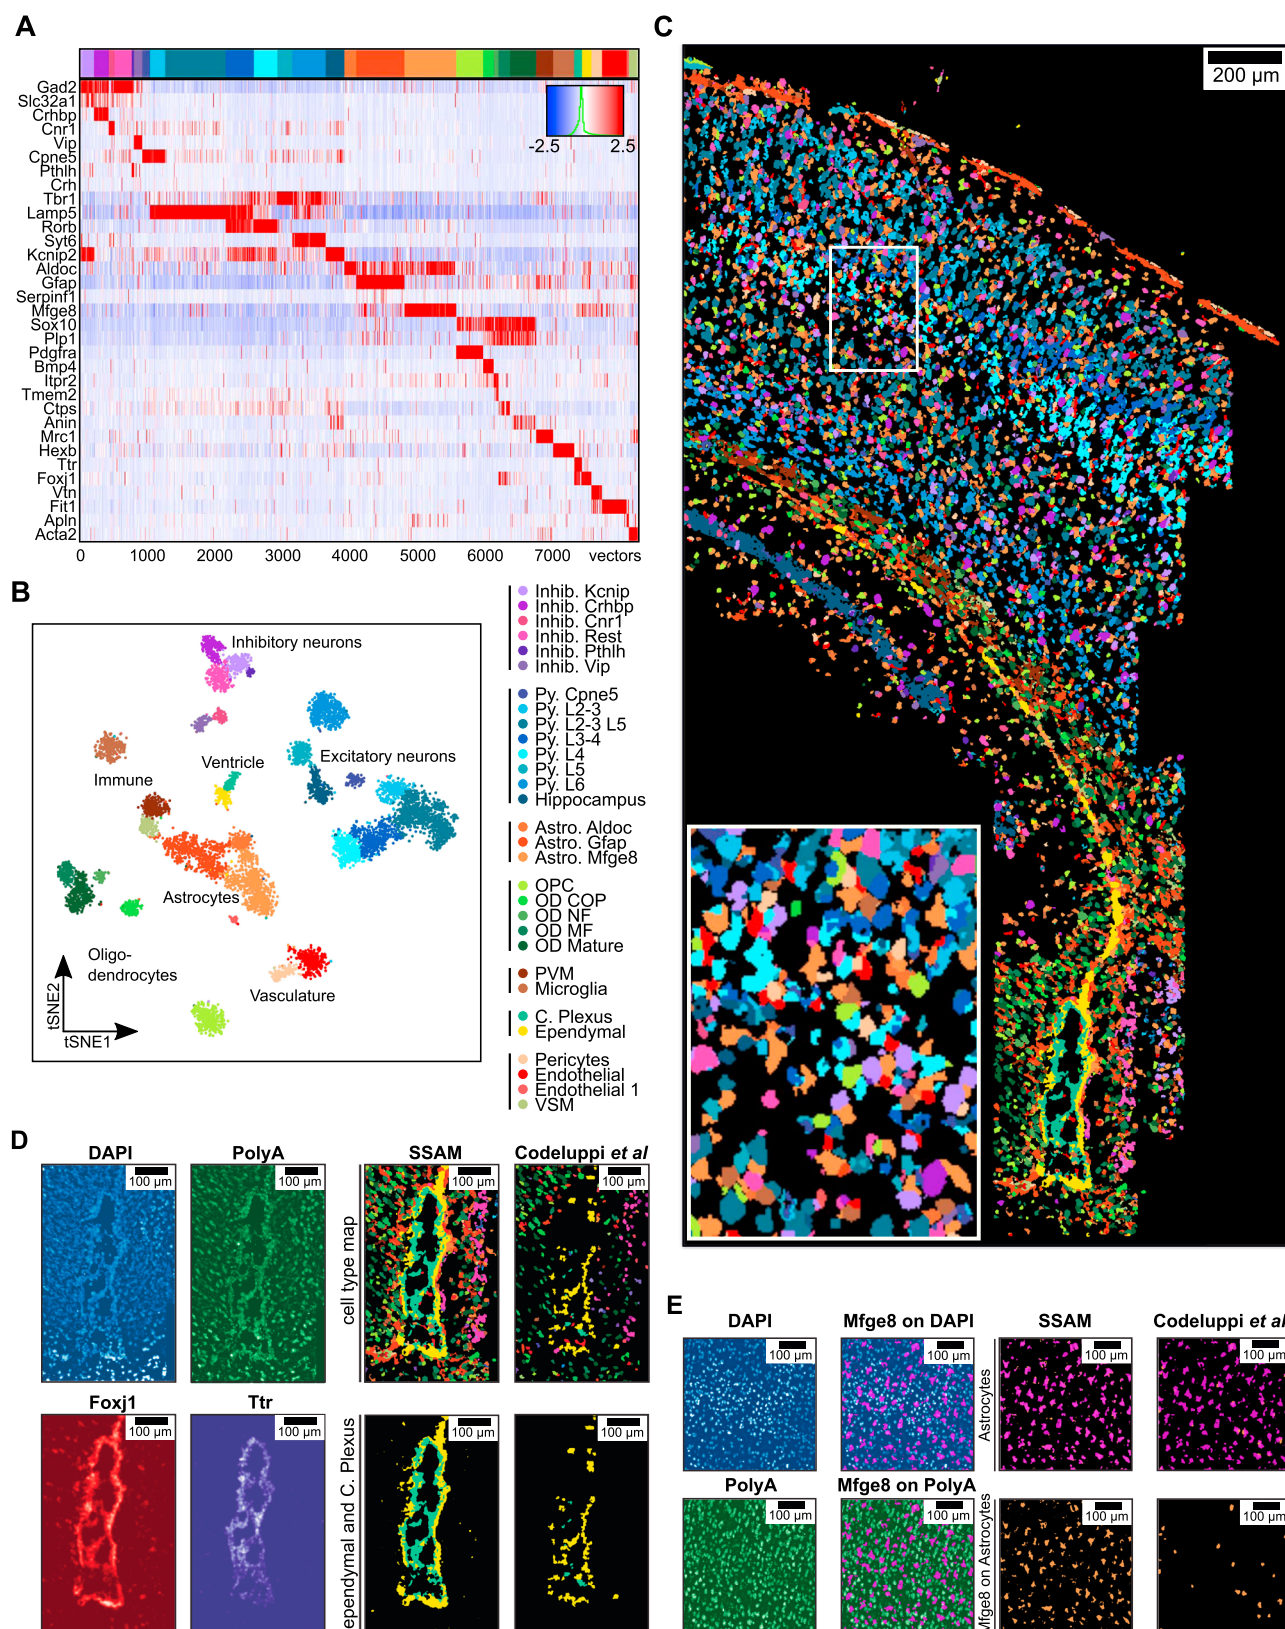 A
Gad2
Slc32a1
Crhbp
Cnr1
Vip
Cpne5
Pthlh
Crh
Tbr1
Lamp5
Rorb
Syt6
Kcnip2
Aldoc
Gfap
Serpinf1
Mfge8
Sox10
Plp1
Pdgfra
Bmp4
Itpr2
Tmem2
Ctps
Anin
Mrc1
Hexb
Ttr
Foxj1
Vtn
Fit1
Apln
Acta2
-2.5 2.5
0 1000 2000 3000 4000 5000 6000 7000 vectors
B
Inhibitory neurons
Ventricle
Excitatory neurons
Immune
Astrocytes
Oligo-
dendrocytes
Vasculature
tSNE2
tSNE1
Inhib. Kcnip
Inhib. Crhbp
Inhib. Cnr1
Inhib. Rest
Inhib. Pthlh
Inhib. Vip
Py. Cpne5
Py. L2-3
Py. L2-3 L5
Py. L3-4
Py. L4
Py. L5
Py. L6
Hippocampus
Astro. Aldoc
Astro. Gfap
Astro. Mfge8
OPC
OD COP
OD NF
OD MF
OD Mature
PVM
Microglia
C. Plexus
Ependymal
Pericytes
Endothelial
Endothelial 1
VSM
C
200 µm
D
DAPI PolyA SSAM Codeluppi et al
100 µm 100 µm 100 µm 100 µm
cell type map
Foxj1 Ttr
100 µm 100 µm 100 µm 100 µm
ependymal and C. Plexus
E
DAPI Mfge8 on DAPI SSAM Codeluppi et al
100 µm 100 µm 100 µm 100 µm
Astrocytes
PolyA Mfge8 on PolyA
100 µm 100 µm 100 µm 100 µm
Mfge8 on Astrocytes